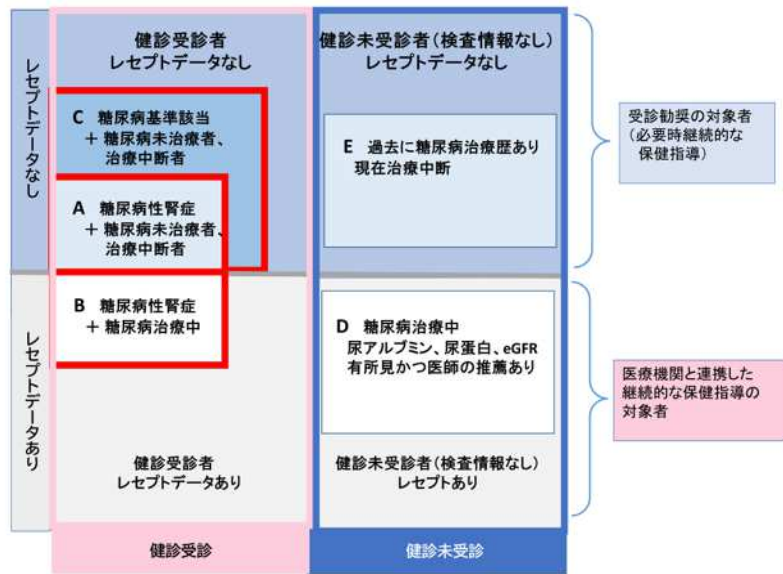 レセプトデータなし
健診受診者
レセプトデータなし
C 糖尿病基準該当
+ 糖尿病未治療者、
治療中断者
A 糖尿病性腎症
+ 糖尿病未治療者、
治療中断者
健診未受診者(検査情報なし)
レセプトデータなし
E 過去に糖尿病治療歴あり
現在治療中断
受診勧奨の対象者
(必要時継続的な
保健指導)
レセプトデータあり
B 糖尿病性腎症
+ 糖尿病治療中
健診受診者
レセプトデータあり
D 糖尿病治療中
尿アルブミン、尿蛋白、eGFR
有所見かつ医師の推薦あり
健診未受診者(検査情報なし)
レセプトあり
医療機関と連携した
継続的な保健指導の
対象者
健診受診
健診未受診